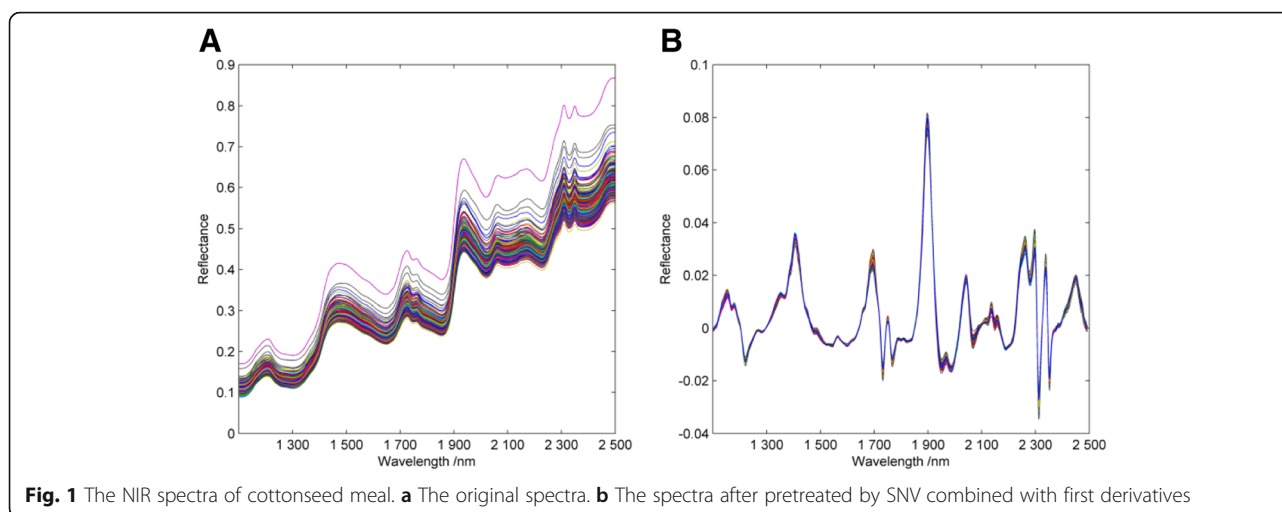 A
0.9
0.8
0.7
0.6
0.5
0.4
0.3
0.2
0.1
0
Reflectance
1 300 1 500 1 700 1 900 2 100 2 300 2 500
Wavelength /nm
B
0.1
0.08
0.06
0.04
0.02
0
-0.02
-0.04
Reflectance
1 300 1 500 1 700 1 900 2 100 2 300 2 500
Wavelength /nm
Fig. 1 The NIR spectra of cottonseed meal. a The original spectra. b The spectra after pretreated by SNV combined with first derivatives